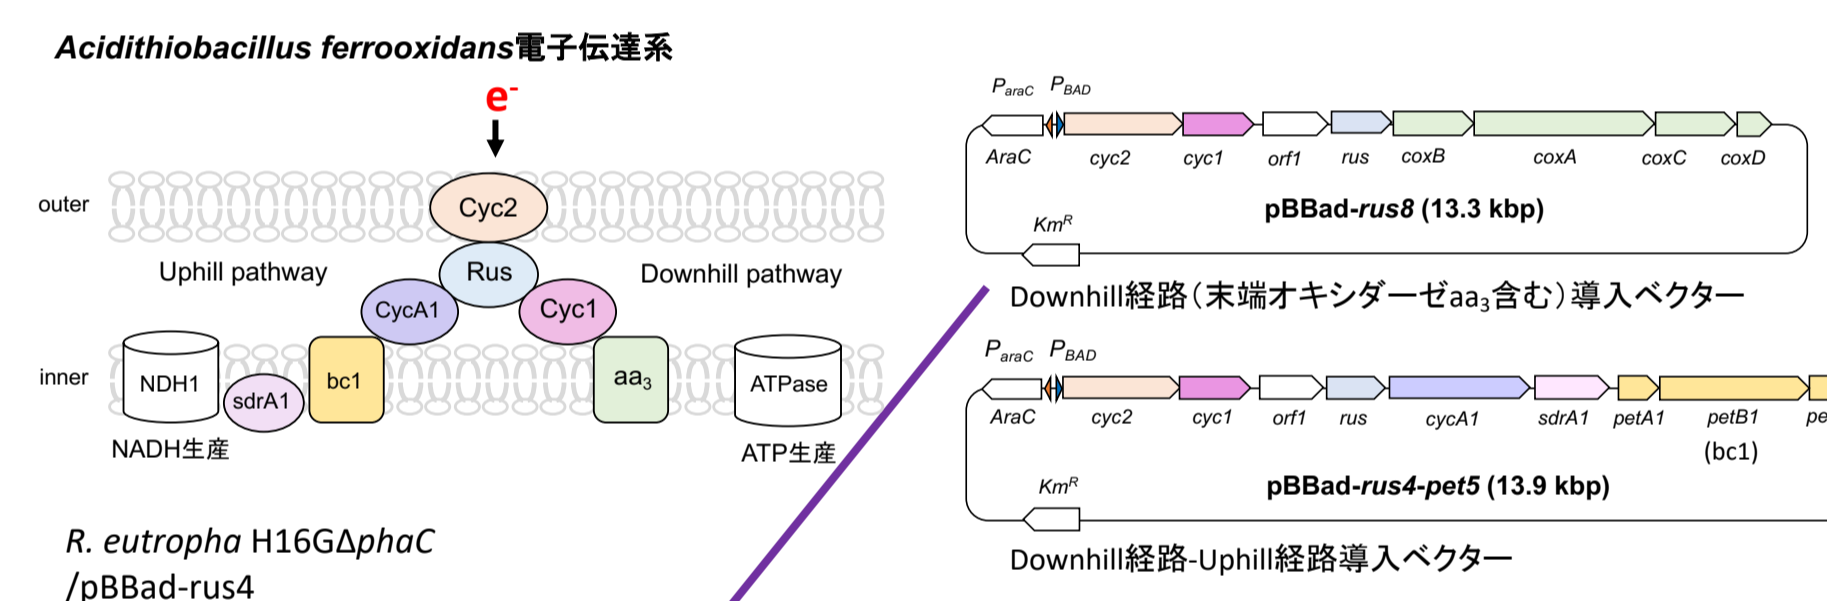 Acidithiobacillus ferrooxidans電子伝達系
e-
outer
Cyc2
Uphill pathway
Rus
Downhill pathway
CycA1
Cyc1
inner
NDH1
sdrA1
bc1
aa3
ATPase
NADH生産
ATP生産
R. eutropha H16GΔphaC
/pBBad-rus4
ParaC PBAD
AraC cyc2 cyc1 orf1 rus coxB coxA coxC coxD
pBBad-rus8 (13.3 kbp)
KmR
Downhill経路（末端オキシダーゼaa3含む）導入ベクター
ParaC PBAD
AraC cyc2 cyc1 orf1 rus cycA1 sdrA1 petA1 petB1
(bc1)
KmR
pBBad-rus4-pet5 (13.9 kbp)
Downhill経路-Uphill経路導入ベクター